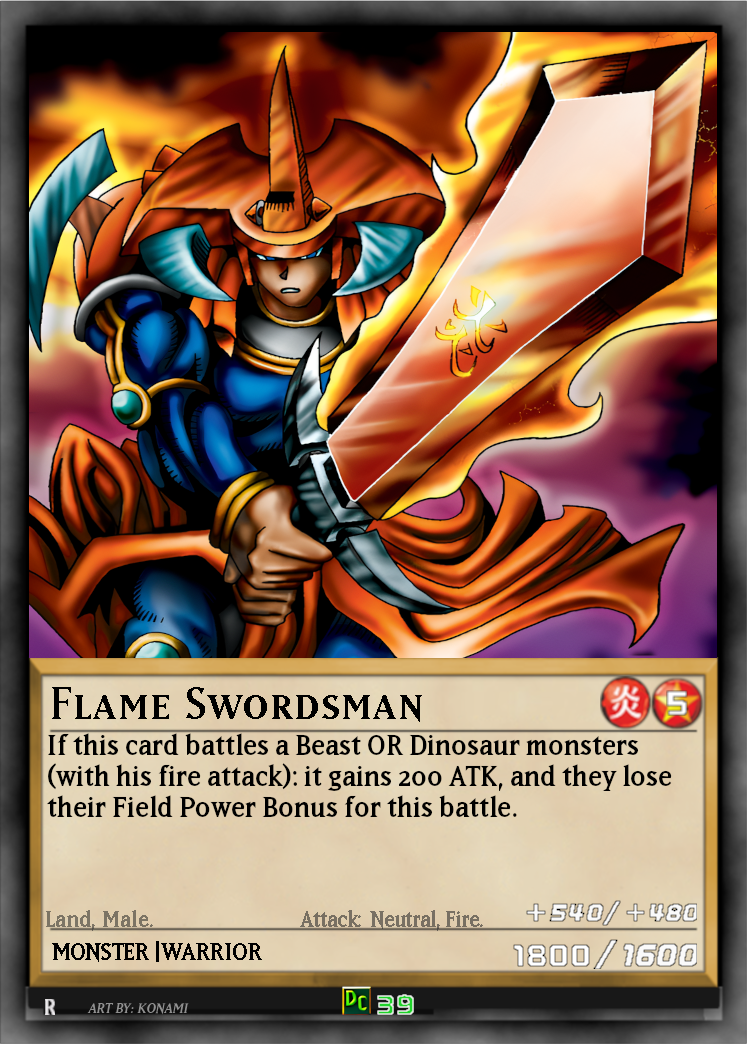 Flame Swordsman 炎 5
If this card battles a Beast OR Dinosaur monsters
(with his fire attack): it gains 200 ATK, and they lose
their Field Power Bonus for this battle.
Land, Male. Attack: Neutral, Fire. +540/+480
MONSTER |WARRIOR 1800/1600
R ART BY: KONAMI DC 39